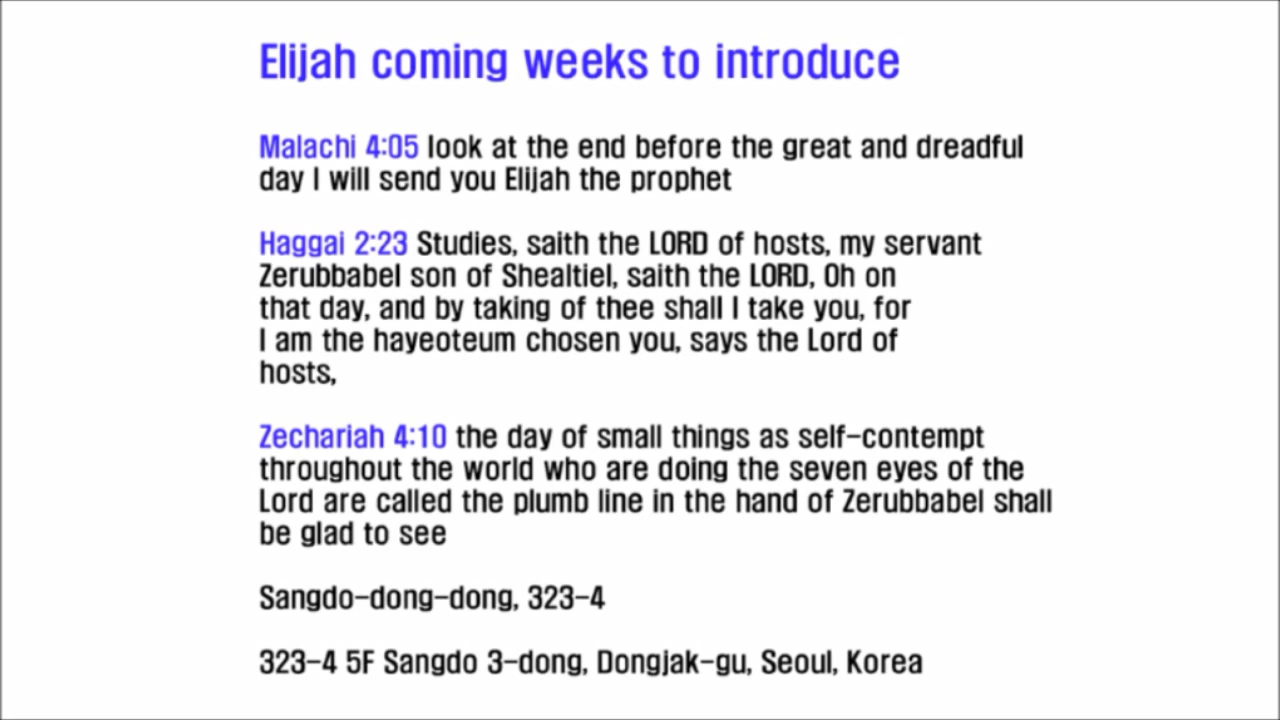 Elijah coming weeks to introduce
Malachi 4:05 look at the end before the great and dreadful
day I will send you Elijah the prophet
Haggai 2:23 Studies, saith the LORD of hosts, my servant
Zerubbabel son of Shealtiel, saith the LORD, Oh on
that day, and by taking of thee shall I take you, for
I am the hayeoteum chosen you, says the Lord of
hosts,
Zechariah 4:10 the day of small things as self-contempt
throughout the world who are doing the seven eyes of the
Lord are called the plumb line in the hand of Zerubbabel shall
be glad to see
Sangdo-dong-dong, 323-4
323-4 5F Sangdo 3-dong, Dongjak-gu, Seoul, Korea